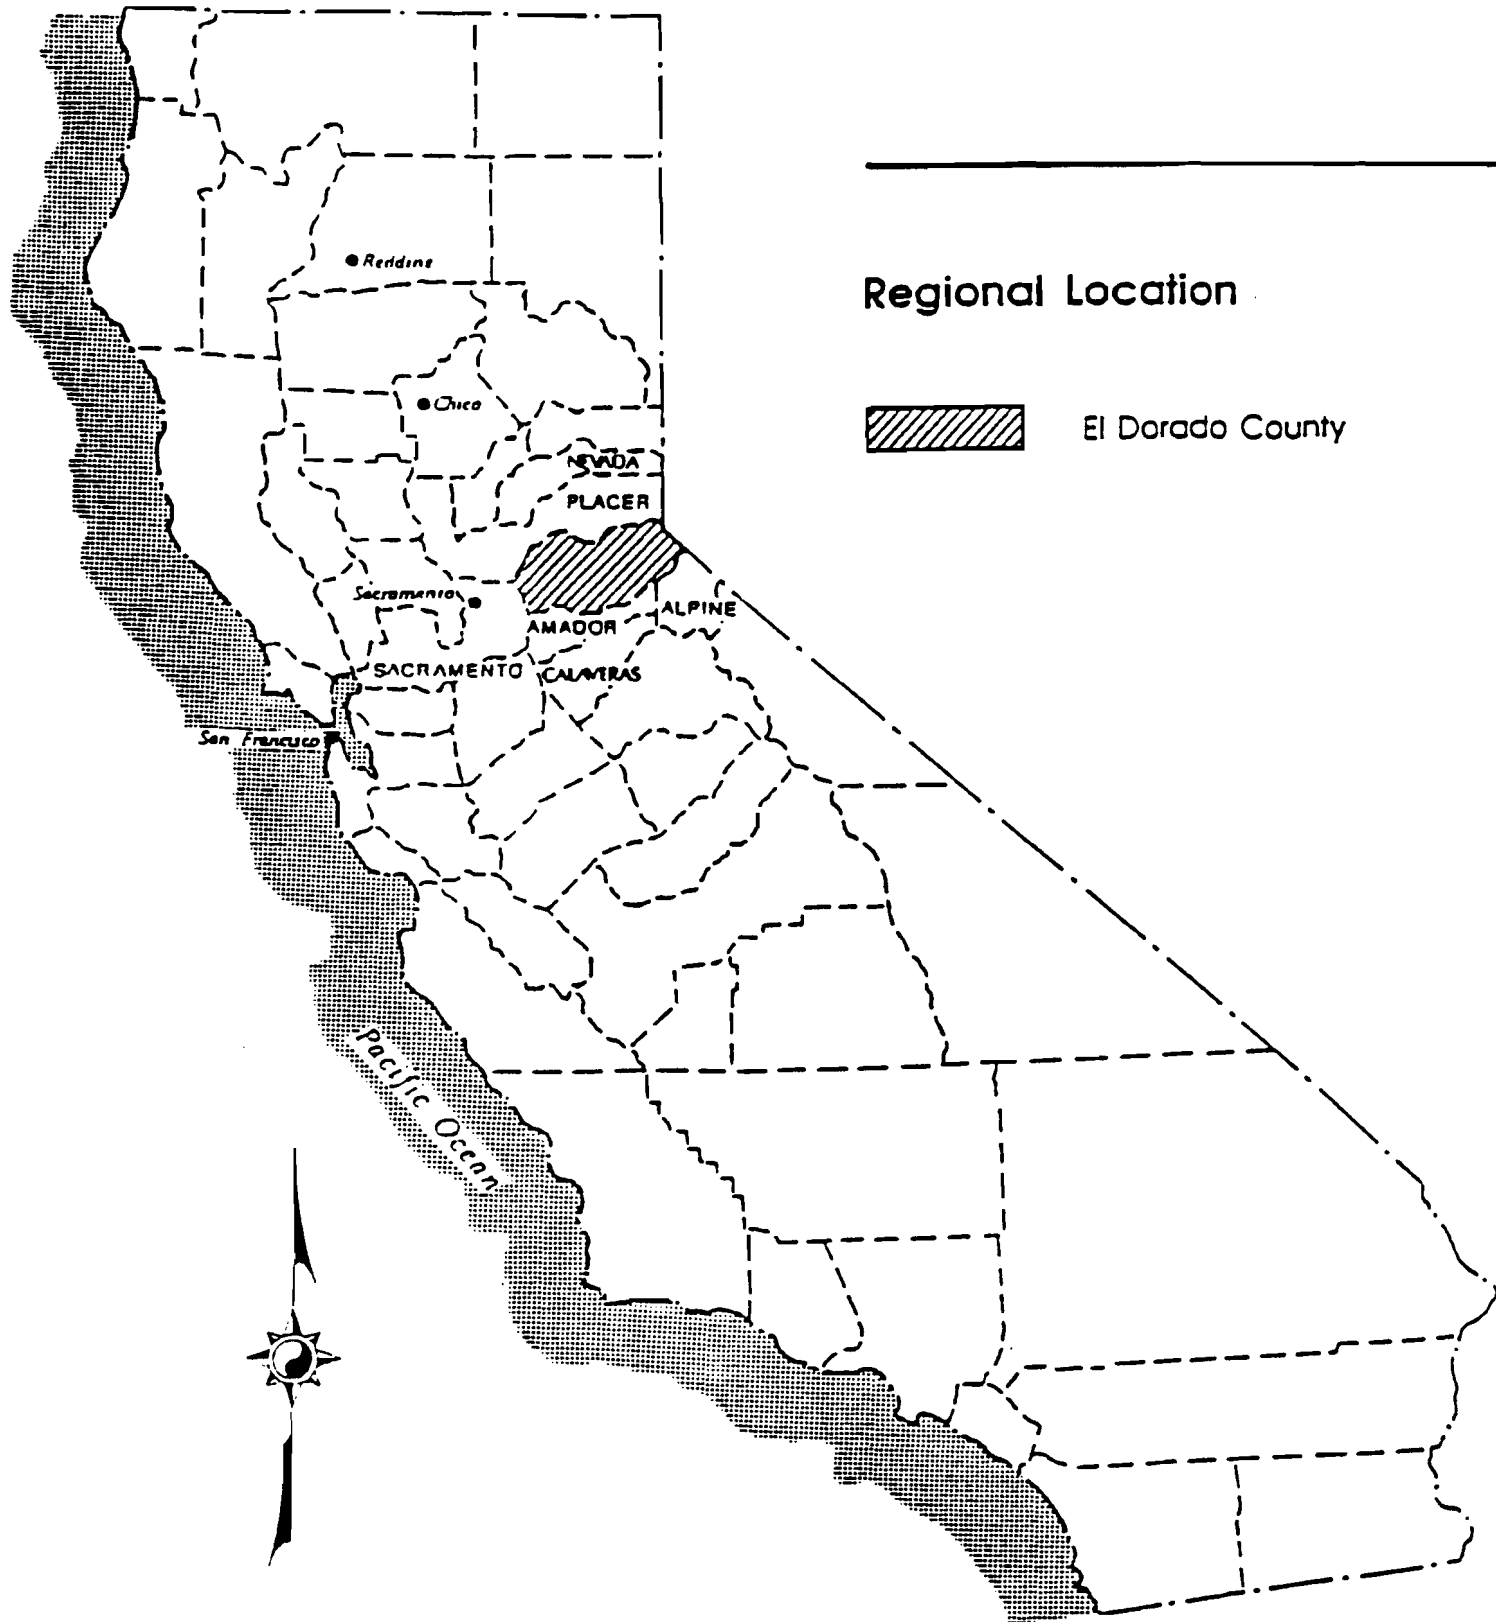 Regional Location
El Dorado County
Redding
Chico
NEVADA
PLACER
Sacramento
ALPINE
AMADOR
SACRAMENTO
CALAVERAS
San Francisco
Pacific Ocean